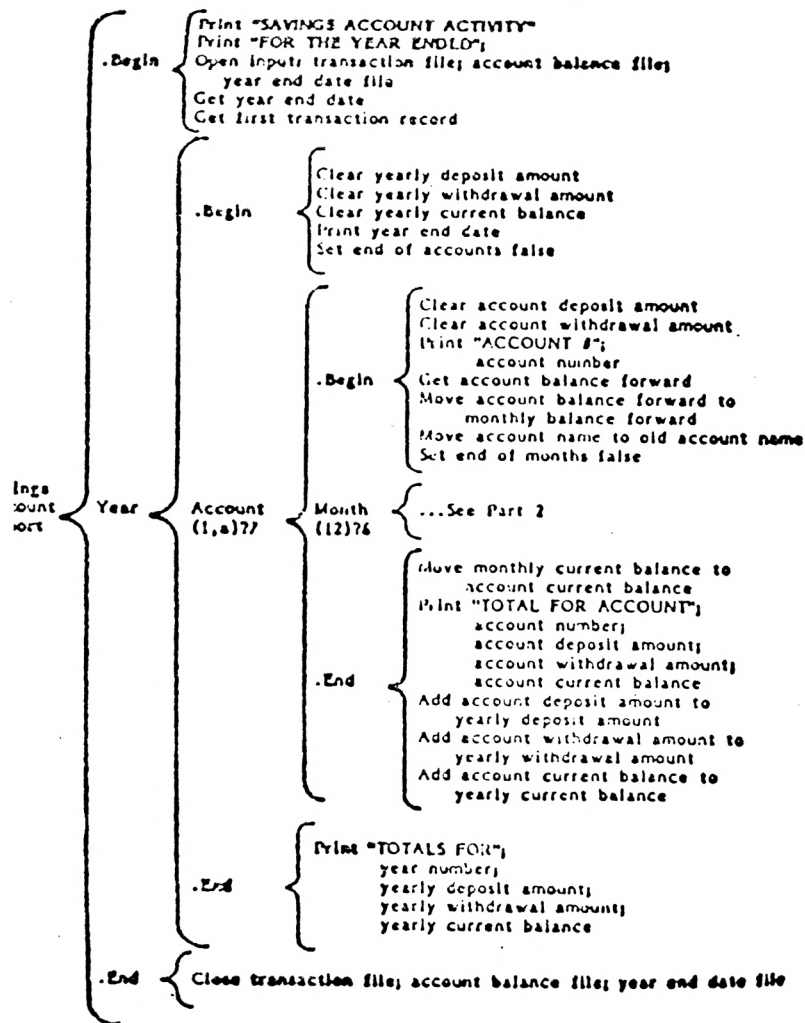 Print "SAVINGS ACCOUNT ACTIVITY"
Print "FOR THE YEAR ENDED";
.Begin
Open input: transaction file; account balance file;
year end date file
Get year end date
Get first transaction record
Clear yearly deposit amount
Clear yearly withdrawal amount
.Begin
Clear yearly current balance
Print year end date
Set end of accounts false
Clear account deposit amount
Clear account withdrawal amount
Print "ACCOUNT #";
account number
.Begin
Get account balance forward
Move account balance forward to
monthly balance forward
Move account name to old account name
Set end of months false
ings
ount
ort
Year
Account
(1,a)??
Month
(12)?6
...See Part 2
Move monthly current balance to
account current balance
Print "TOTAL FOR ACCOUNT";
account number;
account deposit amount;
account withdrawal amount;
.End
account current balance
Add account deposit amount to
yearly deposit amount
Add account withdrawal amount to
yearly withdrawal amount
Add account current balance to
yearly current balance
Print "TOTALS FOR";
year number;
.End
yearly deposit amount;
yearly withdrawal amount;
yearly current balance
.End
Close transaction file; account balance file; year end date file